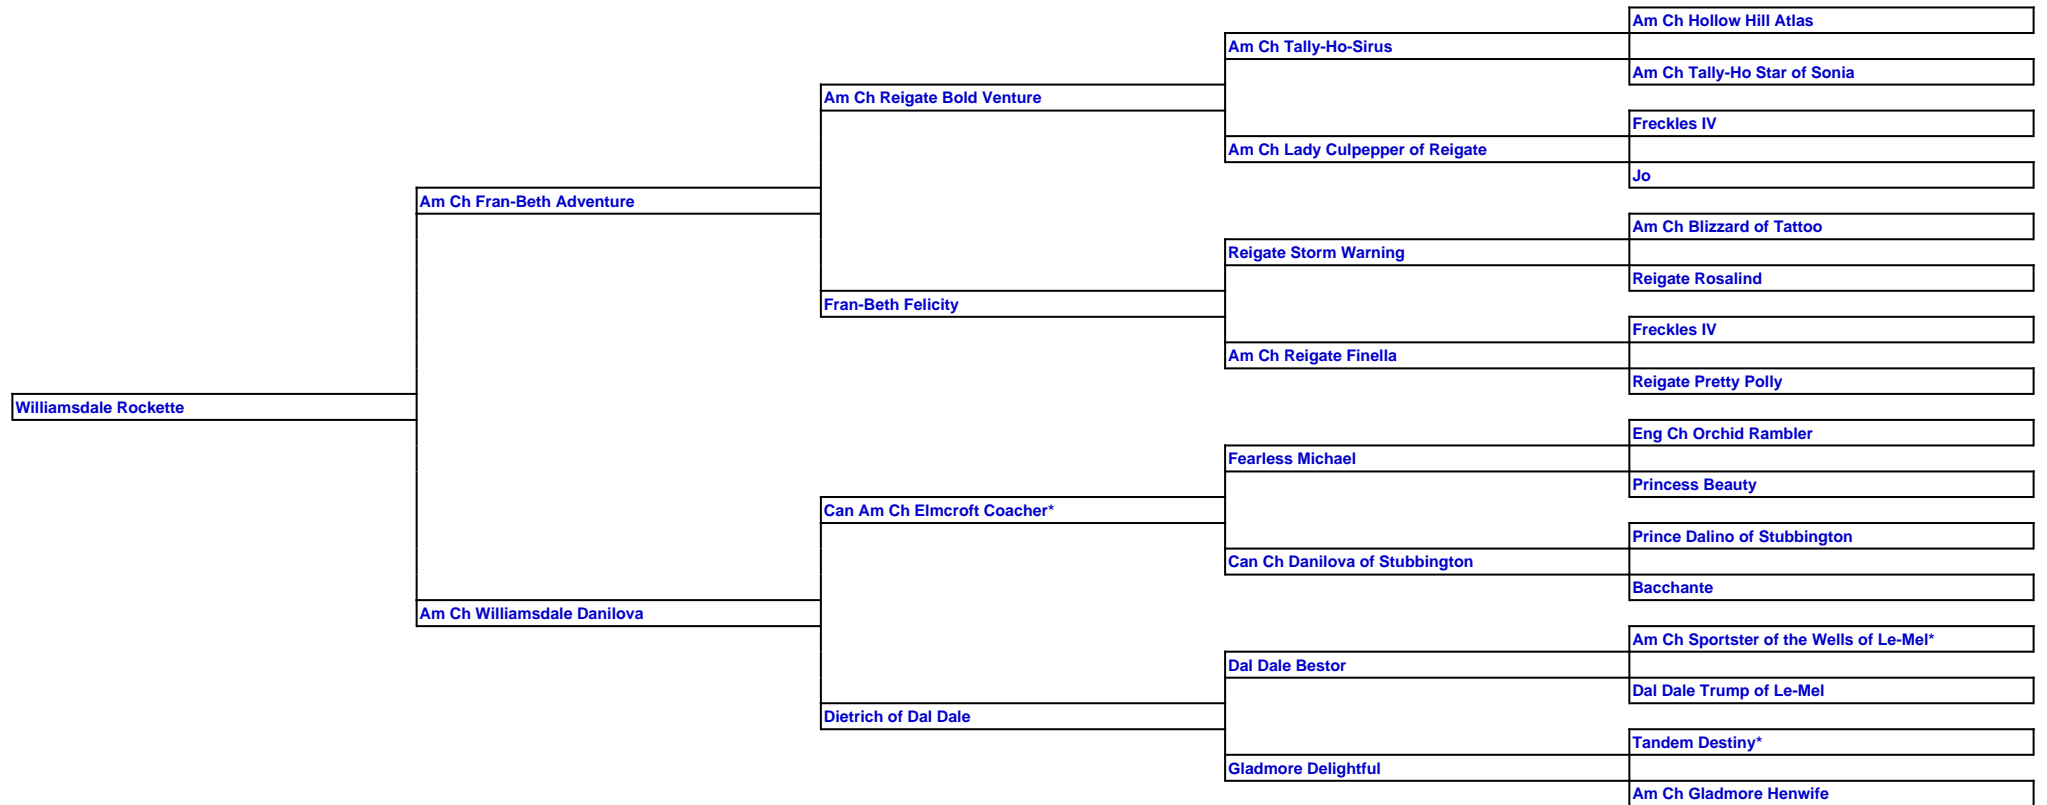 Am Ch Hollow Hill Atlas
Am Ch Tally-Ho-Sirus
Am Ch Tally-Ho Star of Sonia
Am Ch Reigate Bold Venture
Freckles IV
Am Ch Lady Culpepper of Reigate
Jo
Am Ch Fran-Beth Adventure
Am Ch Blizzard of Tattoo
Reigate Storm Warning
Reigate Rosalind
Fran-Beth Felicity
Freckles IV
Am Ch Reigate Finella
Reigate Pretty Polly
Williamsdale Rockette
Eng Ch Orchid Rambler
Fearless Michael
Princess Beauty
Can Am Ch Elmcroft Coacher*
Prince Dalino of Stubbington
Can Ch Danilova of Stubbington
Bacchante
Am Ch Williamsdale Danilova
Am Ch Sportster of the Wells of Le-Mel*
Dal Dale Bestor
Dal Dale Trump of Le-Mel
Dietrich of Dal Dale
Tandem Destiny*
Gladmore Delightful
Am Ch Gladmore Henwife